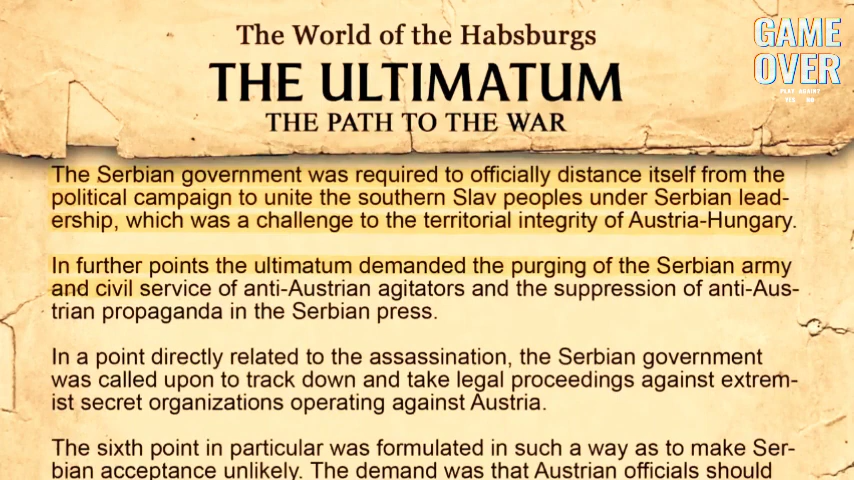 The World of the Habsburgs
THE ULTIMATUM
THE PATH TO THE WAR
GAME
OVER
PLAY AGAIN?
YES NO
The Serbian government was required to officially distance itself from the
political campaign to unite the southern Slav peoples under Serbian lead-
ership, which was a challenge to the territorial integrity of Austria-Hungary.
In further points the ultimatum demanded the purging of the Serbian army
and civil service of anti-Austrian agitators and the suppression of anti-Aus-
trian propaganda in the Serbian press.
In a point directly related to the assassination, the Serbian government
was called upon to track down and take legal proceedings against extrem-
ist secret organizations operating against Austria.
The sixth point in particular was formulated in such a way as to make Ser-
bian acceptance unlikely. The demand was that Austrian officials should